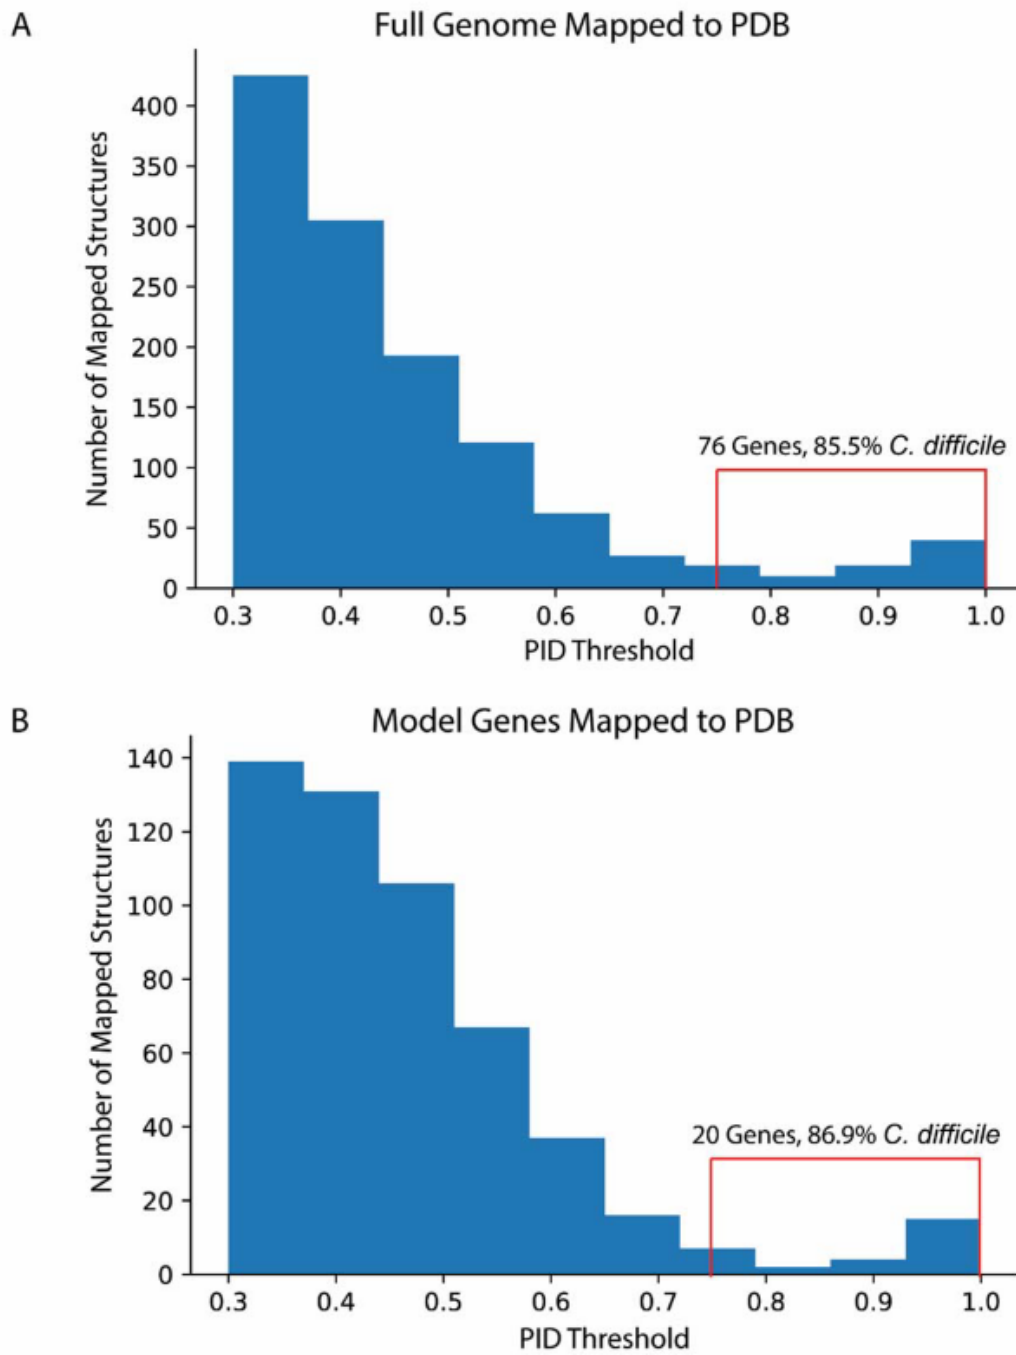 A
Full Genome Mapped to PDB
Number of Mapped Structures
400
350
300
250
200
150
100
50
0
76 Genes, 85.5% C. difficile
0.3 0.4 0.5 0.6 0.7 0.8 0.9 1.0
PID Threshold
B
Model Genes Mapped to PDB
Number of Mapped Structures
140
120
100
80
60
40
20
0
20 Genes, 86.9% C. difficile
0.3 0.4 0.5 0.6 0.7 0.8 0.9 1.0
PID Threshold